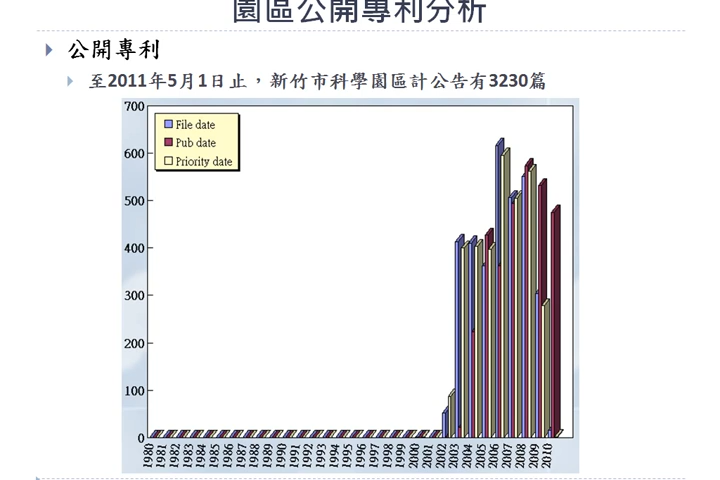 園區公開專利分析
公開專利
至2011年5月1日止，新竹市科學園區計公告有3230篇
700
600
500
400
300
200
100
0
File date
Pub date
Priority date
1980 1981 1982 1983 1984 1985 1986 1987 1988 1989 1990 1991 1992 1993 1994 1995 1996 1997 1998 1999 2000 2001 2002 2003 2004 2005 2006 2007 2008 2009 2010